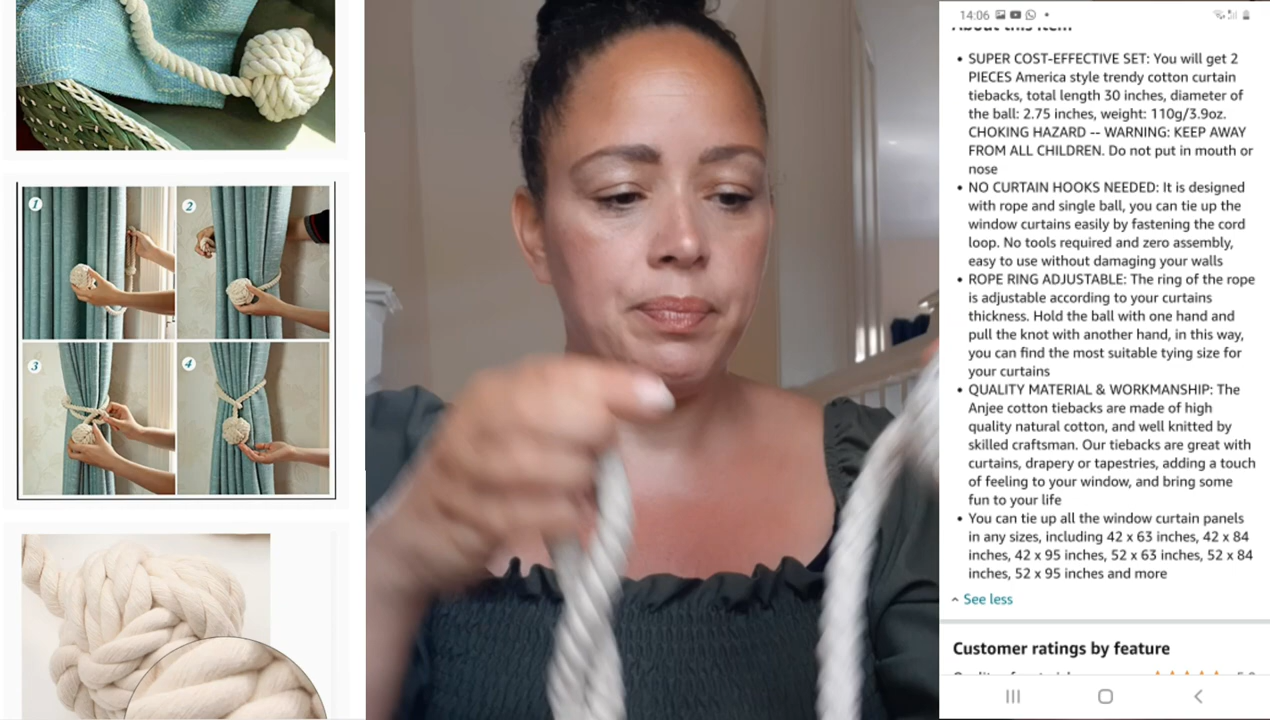 1
2
3
4
14:06
About this item
• SUPER COST-EFFECTIVE SET: You will get 2
PIECES America style trendy cotton curtain
tiebacks, total length 30 inches, diameter of
the ball: 2.75 inches, weight: 110g/3.9oz.
CHOKING HAZARD -- WARNING: KEEP AWAY
FROM ALL CHILDREN. Do not put in mouth or
nose
• NO CURTAIN HOOKS NEEDED: It is designed
with rope and single ball, you can tie up the
window curtains easily by fastening the cord
loop. No tools required and zero assembly,
easy to use without damaging your walls
• ROPE RING ADJUSTABLE: The ring of the rope
is adjustable according to your curtains
thickness. Hold the ball with one hand and
pull the knot with another hand, in this way,
you can find the most suitable tying size for
your curtains
• QUALITY MATERIAL & WORKMANSHIP: The
Anjee cotton tiebacks are made of high
quality natural cotton, and well knitted by
skilled craftsman. Our tiebacks are great with
curtains, drapery or tapestries, adding a touch
of feeling to your window, and bring some
fun to your life
• You can tie up all the window curtain panels
in any sizes, including 42 x 63 inches, 42 x 84
inches, 42 x 95 inches, 52 x 63 inches, 52 x 84
inches, 52 x 95 inches and more
See less
Customer ratings by feature